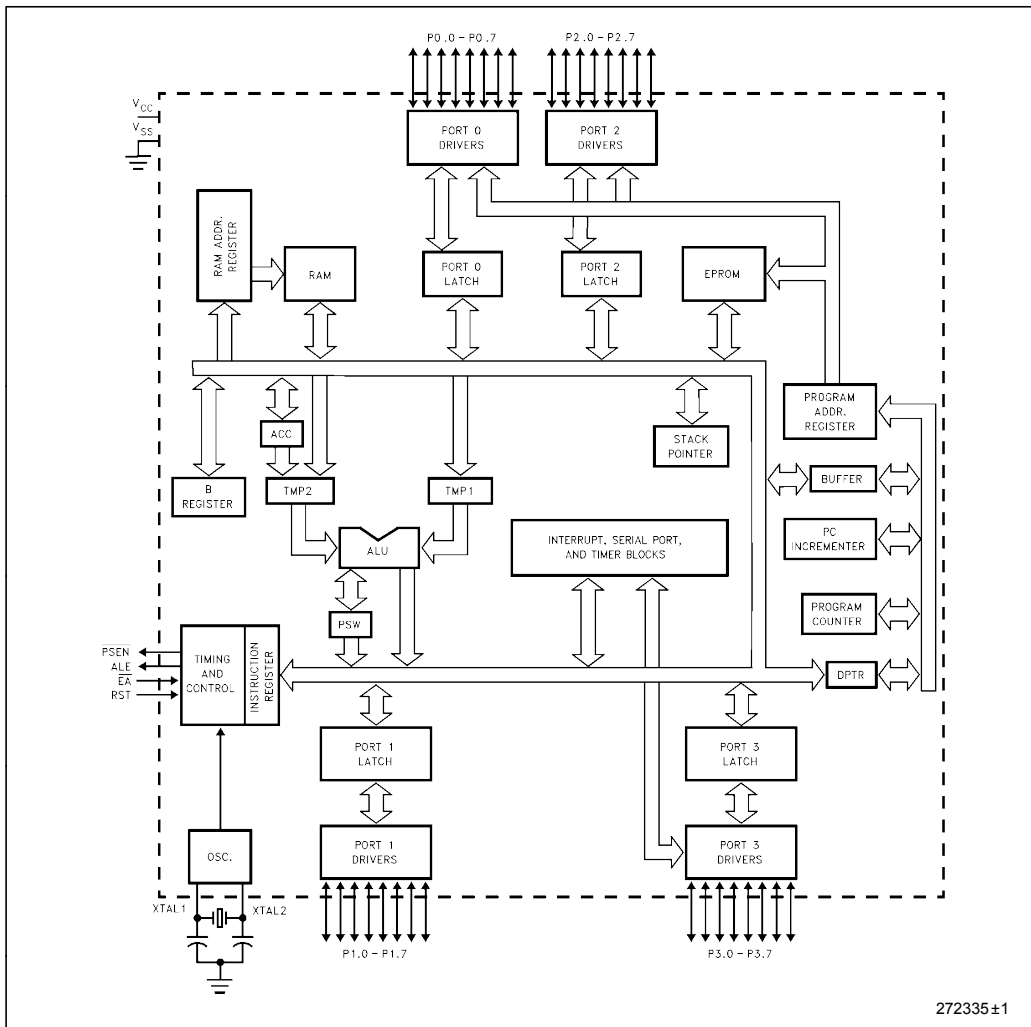 P0.0 – P0.7
P2.0 – P2.7
VCC
VSS
PORT 0
DRIVERS
PORT 2
DRIVERS
RAM ADDR.
REGISTER
RAM
PORT 0
LATCH
PORT 2
LATCH
EPROM
PROGRAM
ADDR.
REGISTER
ACC
STACK
POINTER
B
REGISTER
TMP2
TMP1
BUFFER
ALU
INTERRUPT, SERIAL PORT,
AND TIMER BLOCKS
PC
INCREMENTER
PSW
PROGRAM
COUNTER
P̅S̅E̅N̅
ALE
E̅A̅
RST
TIMING
AND
CONTROL
INSTRUCTION
REGISTER
DPTR
PORT 1
LATCH
PORT 3
LATCH
OSC.
PORT 1
DRIVERS
PORT 3
DRIVERS
XTAL1
XTAL2
P1.0 – P1.7
P3.0 – P3.7
272335±1